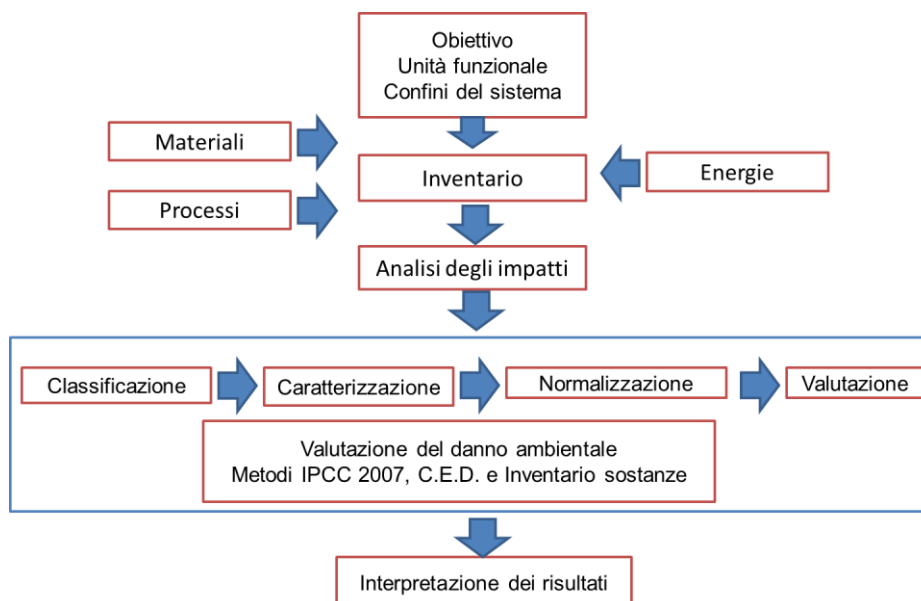 Obiettivo
Unità funzionale
Confini del sistema
Materiali
Inventario
Energie
Processi
Analisi degli impatti
Classificazione
Caratterizzazione
Normalizzazione
Valutazione
Valutazione del danno ambientale
Metodi IPCC 2007, C.E.D. e Inventario sostanze
Interpretazione dei risultati